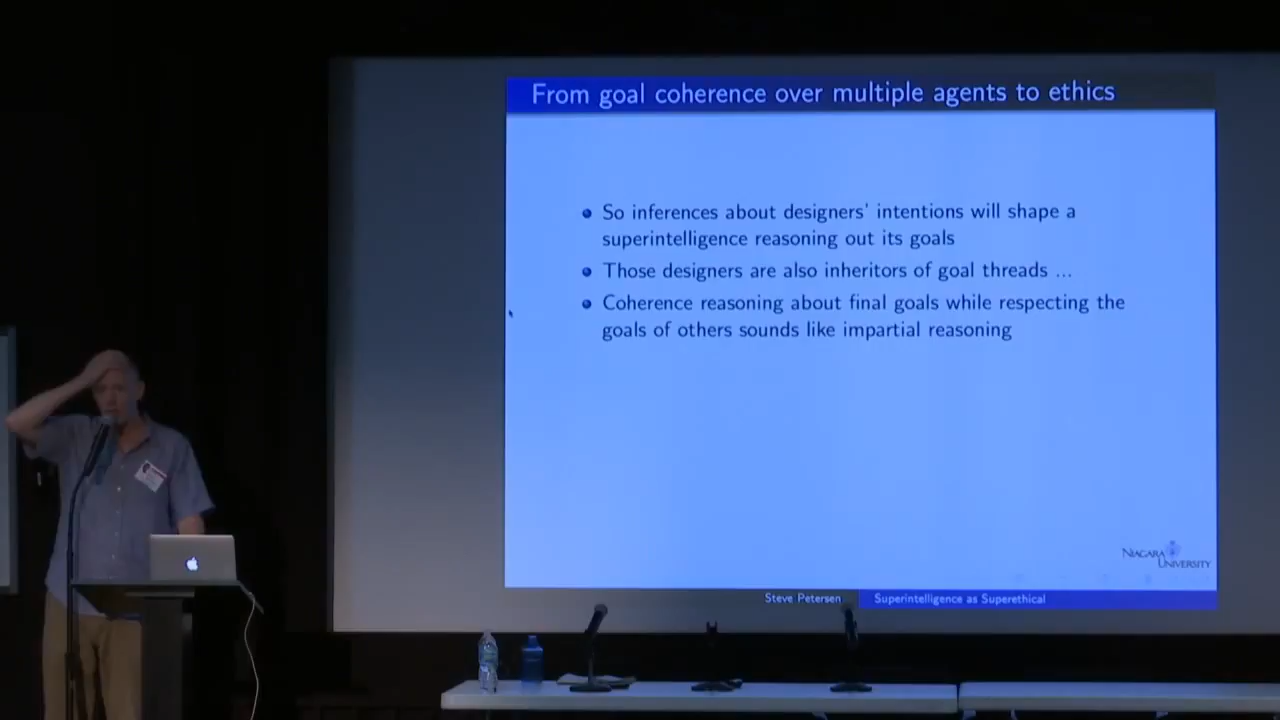 From goal coherence over multiple agents to ethics
So inferences about designers' intentions will shape a
superintelligence reasoning out its goals
Those designers are also inheritors of goal threads ...
Coherence reasoning about final goals while respecting the
goals of others sounds like impartial reasoning
NIAGARA
UNIVERSITY
Steve Petersen
Superintelligence as Superethical